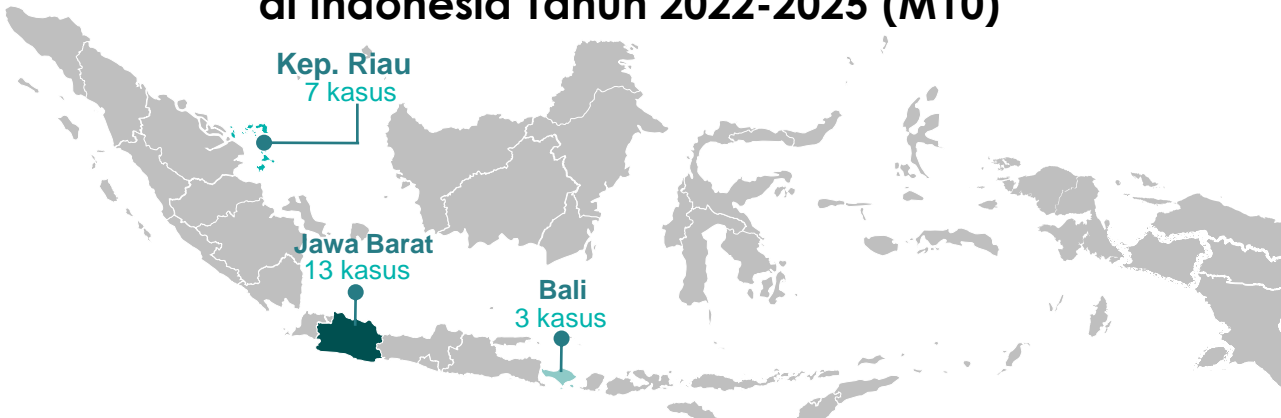 di Indonesia Tahun 2022-2025 (M10)
Kep. Riau
7 kasus
Jawa Barat
13 kasus
Bali
3 kasus